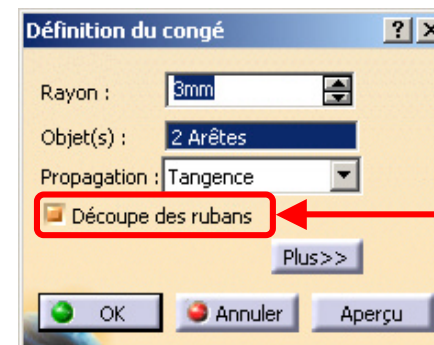 Définition du congé ? X
Rayon : 3mm
Objet(s) : 2 Arêtes
Propagation : Tangence
Découpe des rubans
Plus>>
OK Annuler Aperçu